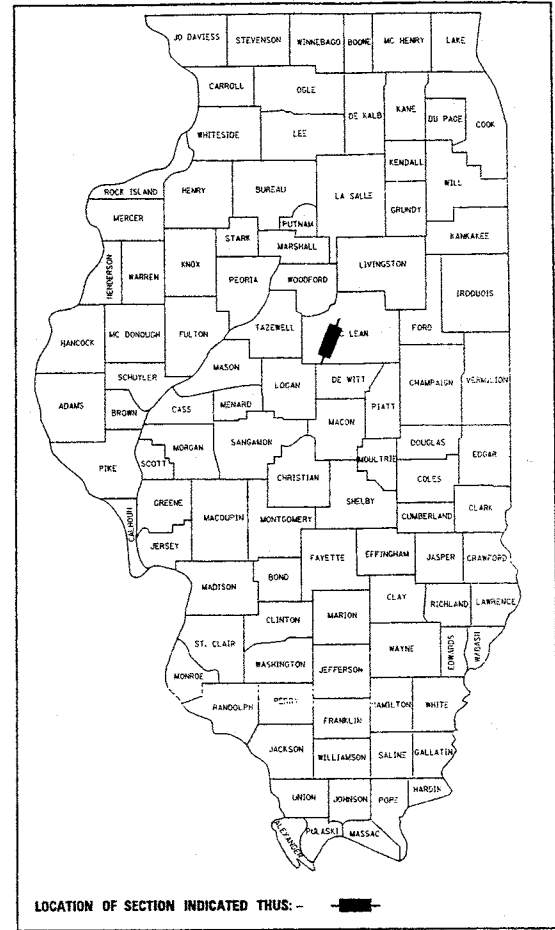 JO DAVIESS STEVENSON WINNEBAGO BOONE MC HENRY LAKE
CARROLL OGLE DE KALB KANE DU PAGE COOK
WHITESIDE LEE
KENDALL WILL
ROCK ISLAND HENRY BUREAU LA SALLE GRUNDY
MERCER PUTNAM KANKAKEE
STARK MARSHALL
HENDERSON WARREN KNOX PEORIA WOODFORD LIVINGSTON IROQUOIS
HANCOCK MC DONOUGH FULTON TAZEWELL C LEAN FORD
MASON
SCHUYLER LOGAN DE WITT CHAMPAIGN VERMILION
ADAMS BROWN CASS MENARD MACON PIATT
MORGAN SANGAMON DOUGLAS
PIKE SCOTT CHRISTIAN MOULTRIE COLES EDGAR
CALHOUN GREENE MACOUPIN MONTGOMERY SHELBY CUMBERLAND CLARK
JERSEY FAYETTE EFFINGHAM JASPER CRAWFORD
MADISON BOND
CLAY RICHLAND LAWRENCE
CLINTON MARION
ST. CLAIR WAYNE EDWARDS WABASH
WASHINGTON JEFFERSON
MONROE
RANDOLPH PERRY HAMILTON WHITE
FRANKLIN
JACKSON WILLIAMSON SALINE GALLATIN
UNION JOHNSON POPE HARDIN
ALEXANDER PULASKI MASSAC
LOCATION OF SECTION INDICATED THUS: -